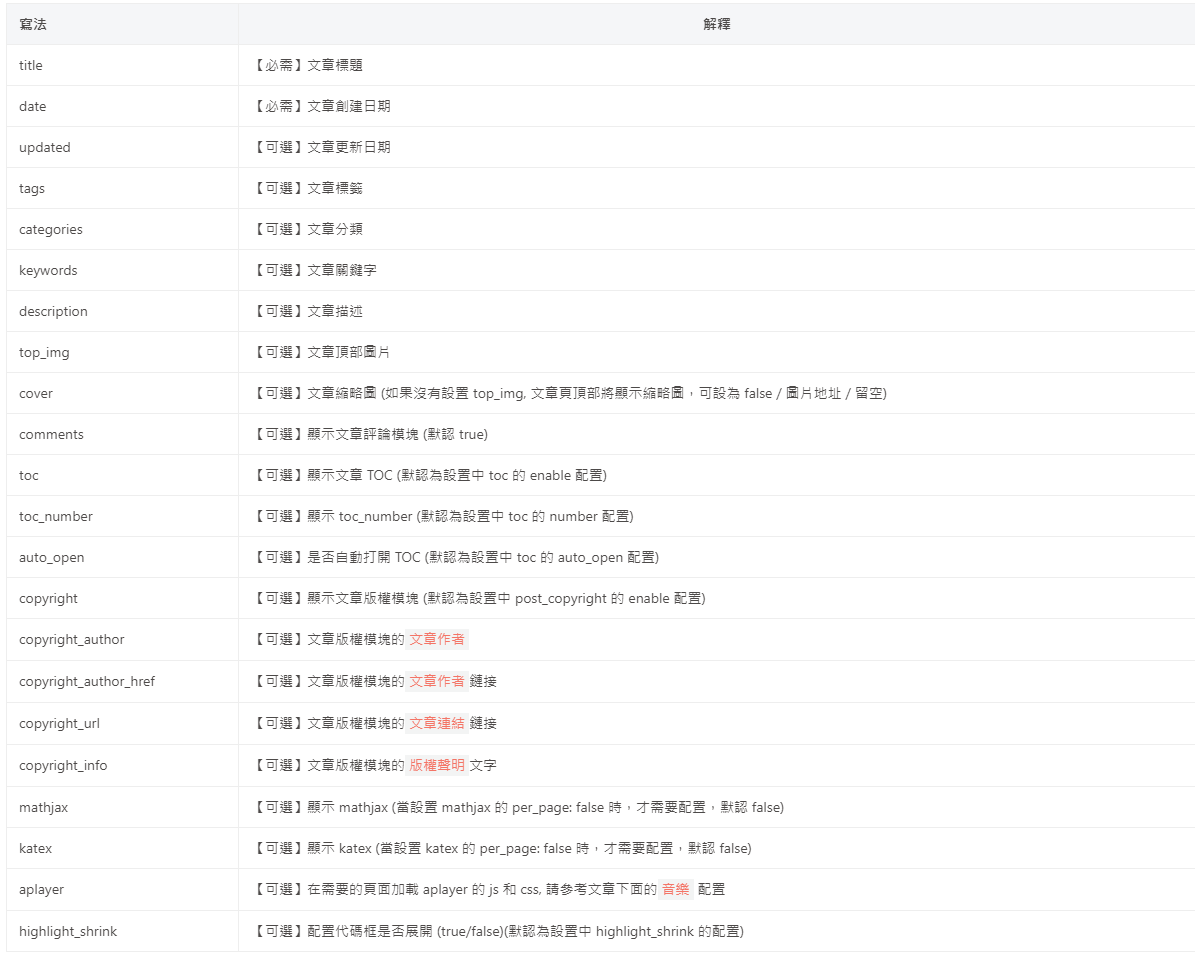 寫法 解釋
title 【必需】文章標題
date 【必需】文章創建日期
updated 【可選】文章更新日期
tags 【可選】文章標籤
categories 【可選】文章分類
keywords 【可選】文章關鍵字
description 【可選】文章描述
top_img 【可選】文章頂部圖片
cover 【可選】文章縮略圖 (如果沒有設置 top_img, 文章頁頂部將顯示縮略圖，可設為 false / 圖片地址 / 留空)
comments 【可選】顯示文章評論模塊 (默認 true)
toc 【可選】顯示文章 TOC (默認為設置中 toc 的 enable 配置)
toc_number 【可選】顯示 toc_number (默認為設置中 toc 的 number 配置)
auto_open 【可選】是否自動打開 TOC (默認為設置中 toc 的 auto_open 配置)
copyright 【可選】顯示文章版權模塊 (默認為設置中 post_copyright 的 enable 配置)
copyright_author 【可選】文章版權模塊的 文章作者
copyright_author_href 【可選】文章版權模塊的 文章作者 鏈接
copyright_url 【可選】文章版權模塊的 文章連結 鏈接
copyright_info 【可選】文章版權模塊的 版權聲明 文字
mathjax 【可選】顯示 mathjax (當設置 mathjax 的 per_page: false 時，才需要配置，默認 false)
katex 【可選】顯示 katex (當設置 katex 的 per_page: false 時，才需要配置，默認 false)
aplayer 【可選】在需要的頁面加載 aplayer 的 js 和 css, 請參考文章下面的 音樂 配置
highlight_shrink 【可選】配置代碼框是否展開 (true/false)(默認為設置中 highlight_shrink 的配置)